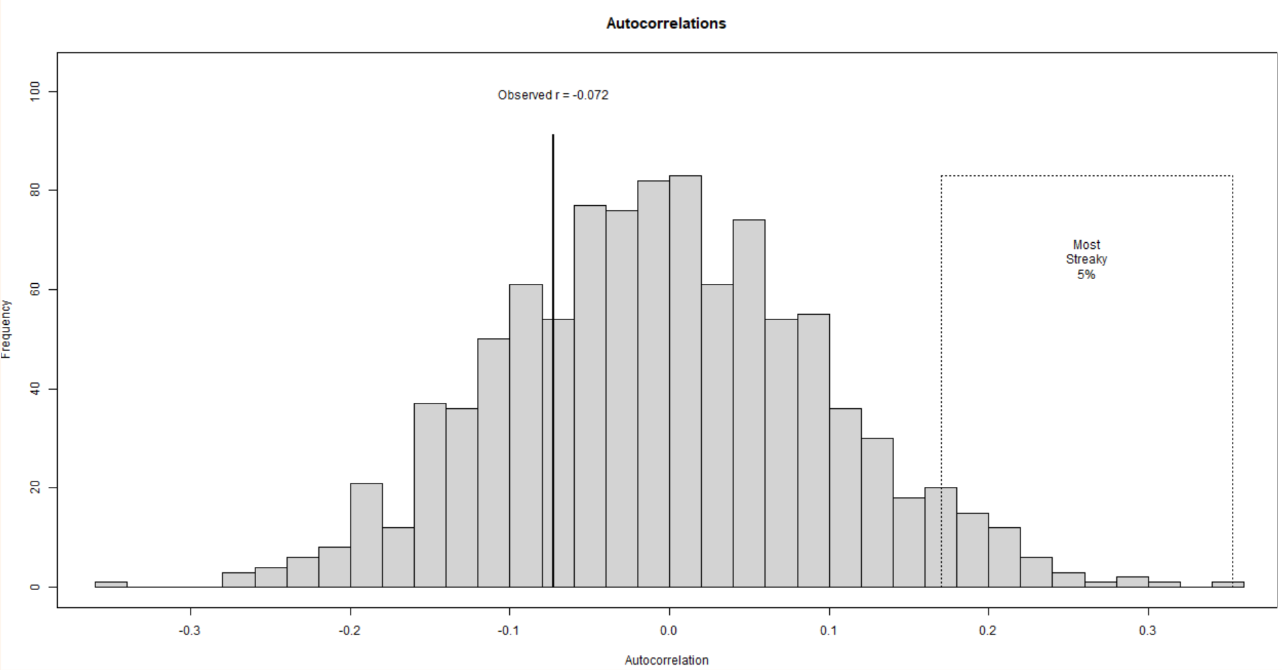 Autocorrelations
Observed r = -0.072
Most
Streaky
5%
Frequency
100
80
60
40
20
0
-0.3
-0.2
-0.1
0.0
0.1
0.2
0.3
Autocorrelation